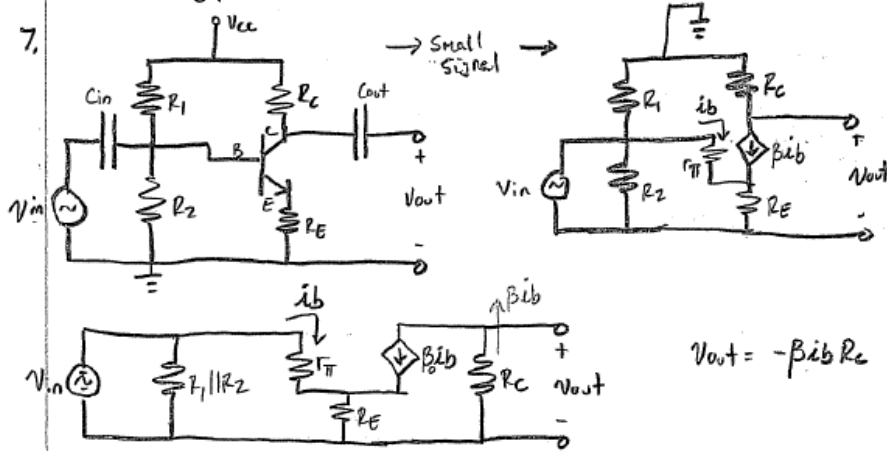 7.
Vcc
→ Small Signal →
Cin
R1
RC
Cout
B
C
E
Vin
R2
RE
+
Vout
-
R1
RC
ib
rπ
βib
Vin
R2
RE
+
Vout
-
ib
βib
Vin
R1||R2
rπ
βib
RE
RC
+
Vout
-
Vout = -βib Rc